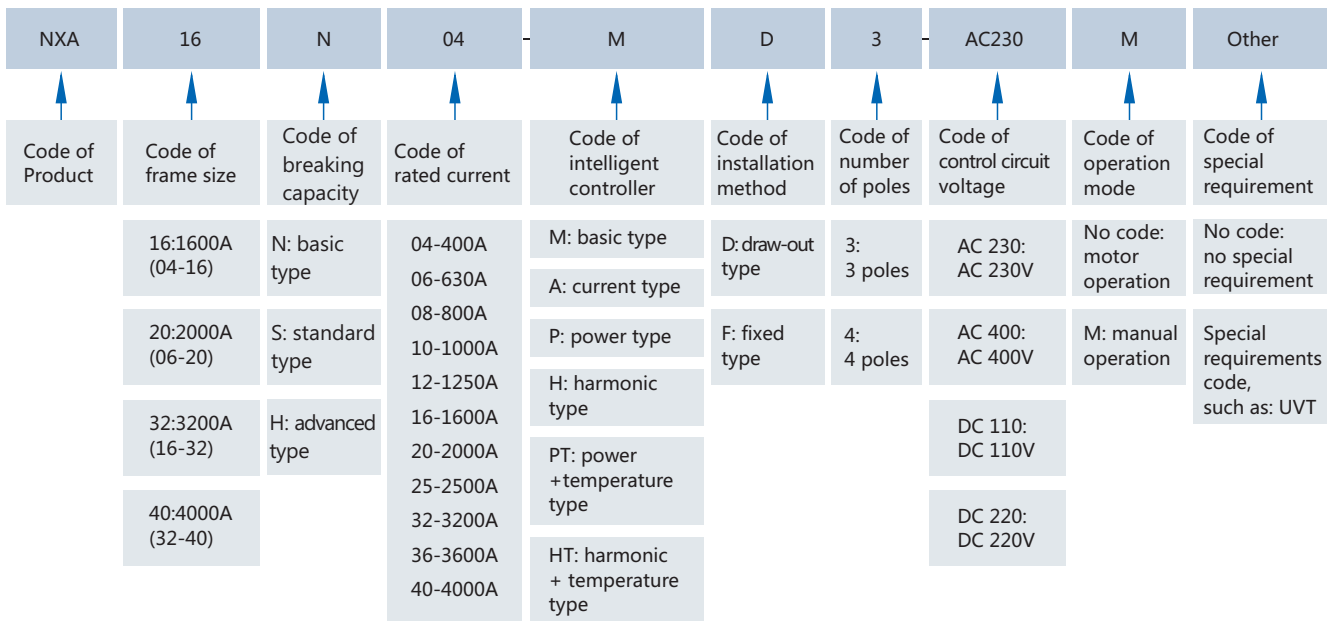 NXA 16 N 04 - M D 3 - AC230 M Other
Code of
Product
Code of
frame size
Code of
breaking
capacity
Code of
rated current
Code of
intelligent
controller
Code of
installation
method
Code of
number
of poles
Code of
control circuit
voltage
Code of
operation
mode
Code of
special
requirement
16:1600A
(04-16)
20:2000A
(06-20)
32:3200A
(16-32)
40:4000A
(32-40)
N: basic
type
S: standard
type
H: advanced
type
04-400A
06-630A
08-800A
10-1000A
12-1250A
16-1600A
20-2000A
25-2500A
32-3200A
36-3600A
40-4000A
M: basic type
A: current type
P: power type
H: harmonic
type
PT: power
+temperature
type
HT: harmonic
+ temperature
type
D: draw-out
type
F: fixed
type
3:
3 poles
4:
4 poles
AC 230:
AC 230V
AC 400:
AC 400V
DC 110:
DC 110V
DC 220:
DC 220V
No code:
motor
operation
M: manual
operation
No code:
no special
requirement
Special
requirements
code,
such as: UVT